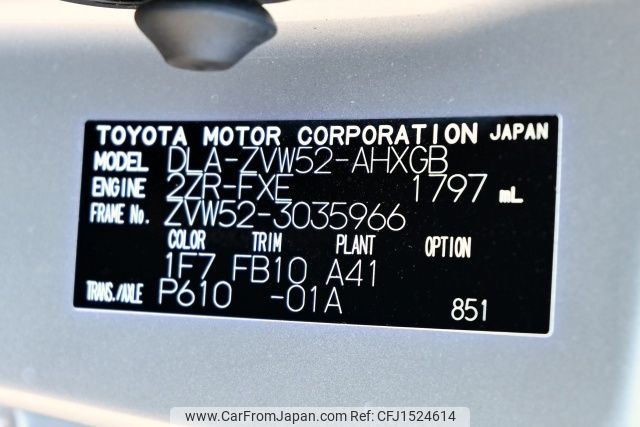 TOYOTA MOTOR CORPORATION JAPAN
MODEL DLA-ZVW52-AHXGB
ENGINE 2ZR-FXE 1797 mL
FRAME No. ZVW52-3035966
COLOR TRIM PLANT OPTION
1F7 FB10 A41
TRANS./AXLE P610 -01A 851
www.CarFromJapan.com - Ref:CFJ1524614